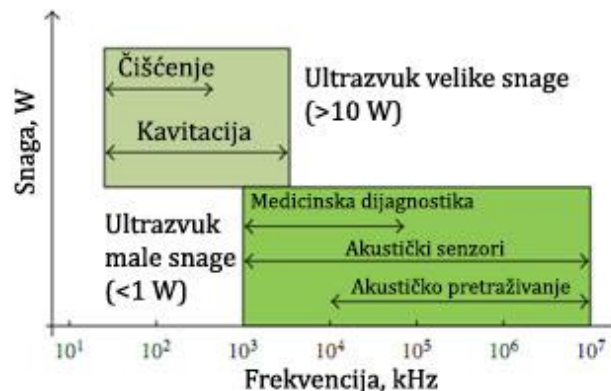 Snaga, W
Čišćenje
Kavitacija
Ultrazvuk velike snage
(>10 W)
Ultrazvuk
male snage
(<1 W)
Medicinska dijagnostika
Akustički senzori
Akustičko pretraživanje
10¹ 10² 10³ 10⁴ 10⁵ 10⁶ 10⁷
Frekvencija, kHz